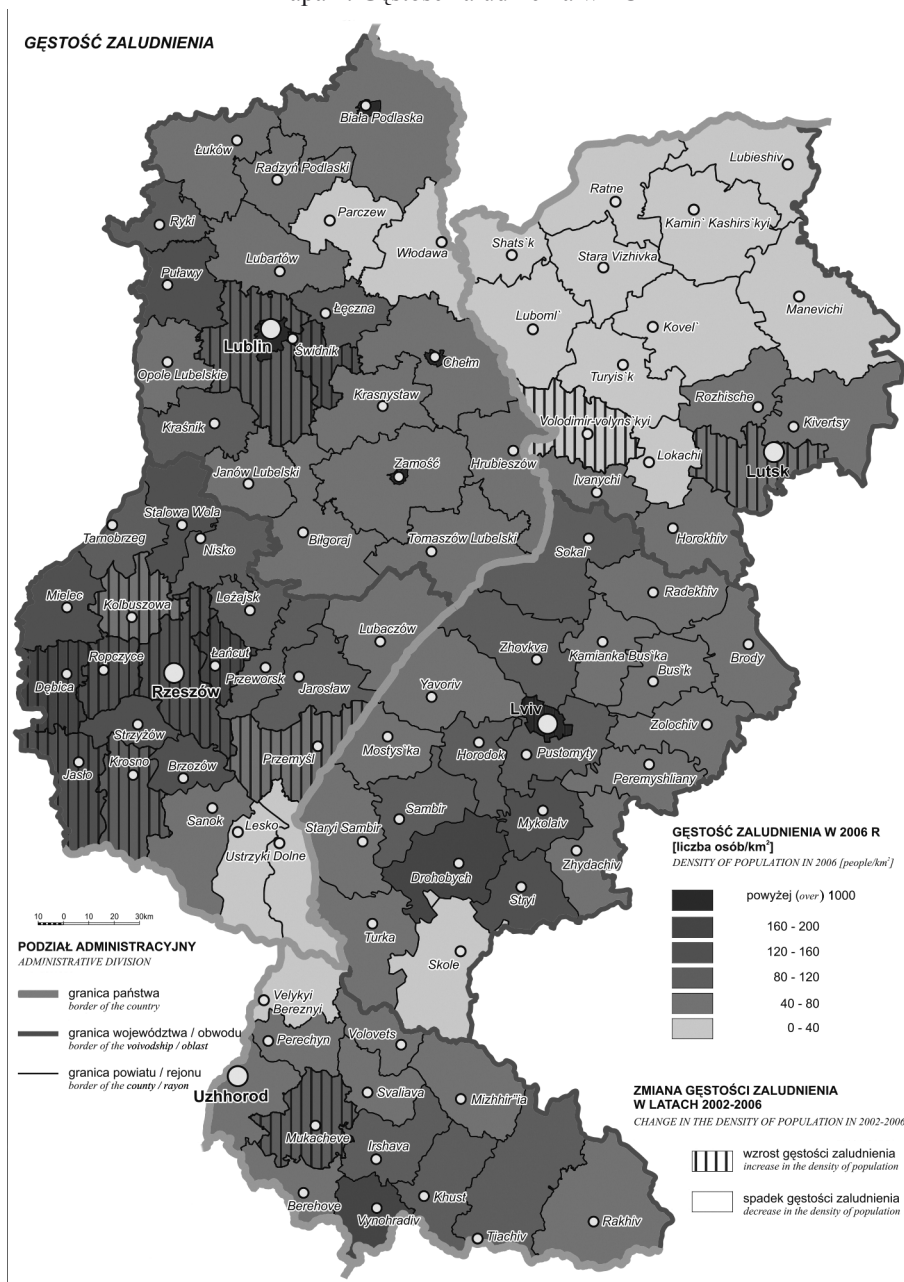 GĘSTOŚĆ ZALUDNIENIA
Biała Podlaska
Łuków
Radzyń Podlaski
Lubieshiv
Ratne
Parczew
Kamin` Kashirs`kyi
Ryki
Shats`k
Włodawa
Stara Vizhivka
Lubartów
Puławy
Manevichi
Łęczna
Luboml`
Kovel`
Lublin
Świdnik
Chełm
Opole Lubelskie
Turyis`k
Krasnystaw
Rozhische
Volodimir-volyns`kyi
Kivertsy
Kraśnik
Lokachi
Lutsk
Janów Lubelski
Zamość
Hrubieszów
Ivanychi
Stalowa Wola
Tarnobrzeg
Nisko
Biłgoraj
Tomaszów Lubelski
Sokal`
Horokhiv
Mielec
Kolbuszowa
Leżajsk
Radekhiv
Lubaczów
Zhovkva
Kamianka Bus`ka
Brody
Ropczyce
Łańcut
Dębica
Rzeszów
Przeworsk
Jarosław
Yavoriv
Bus`k
Lviv
Zolochiv
Strzyżów
Mostys`ka
Horodok
Pustomyty
Jasło
Krosno
Brzozów
Przemyśl
Peremyshliany
Sanok
Lesko
Staryi Sambir
Sambir
Mykolaiv
Ustrzyki Dolne
Zhydachiv
Drohobych
Stryi
Turka
Skole
GĘSTOŚĆ ZALUDNIENIA W 2006 R
[liczba osób/km²]
DENSITY OF POPULATION IN 2006 [people/km²]
powyżej (over) 1000
160 - 200
120 - 160
80 - 120
40 - 80
0 - 40
10 0 10 20 30km
PODZIAŁ ADMINISTRACYJNY
ADMINISTRATIVE DIVISION
granica państwa
border of the country
granica województwa / obwodu
border of the voivodship / oblast
granica powiatu / rejonu
border of the county / rayon
Velykyi
Bereznyi
Perechyn
Volovets
Uzhhorod
Svaliava
Mizhhir"ia
Mukacheve
Irshava
Berehove
Khust
Vynohradiv
Tiachiv
Rakhiv
ZMIANA GĘSTOŚCI ZALUDNIENIA
W LATACH 2002-2006
CHANGE IN THE DENSITY OF POPULATION IN 2002-2006
wzrost gęstości zaludnienia
increase in the density of population
spadek gęstości zaludnienia
decrease in the density of population